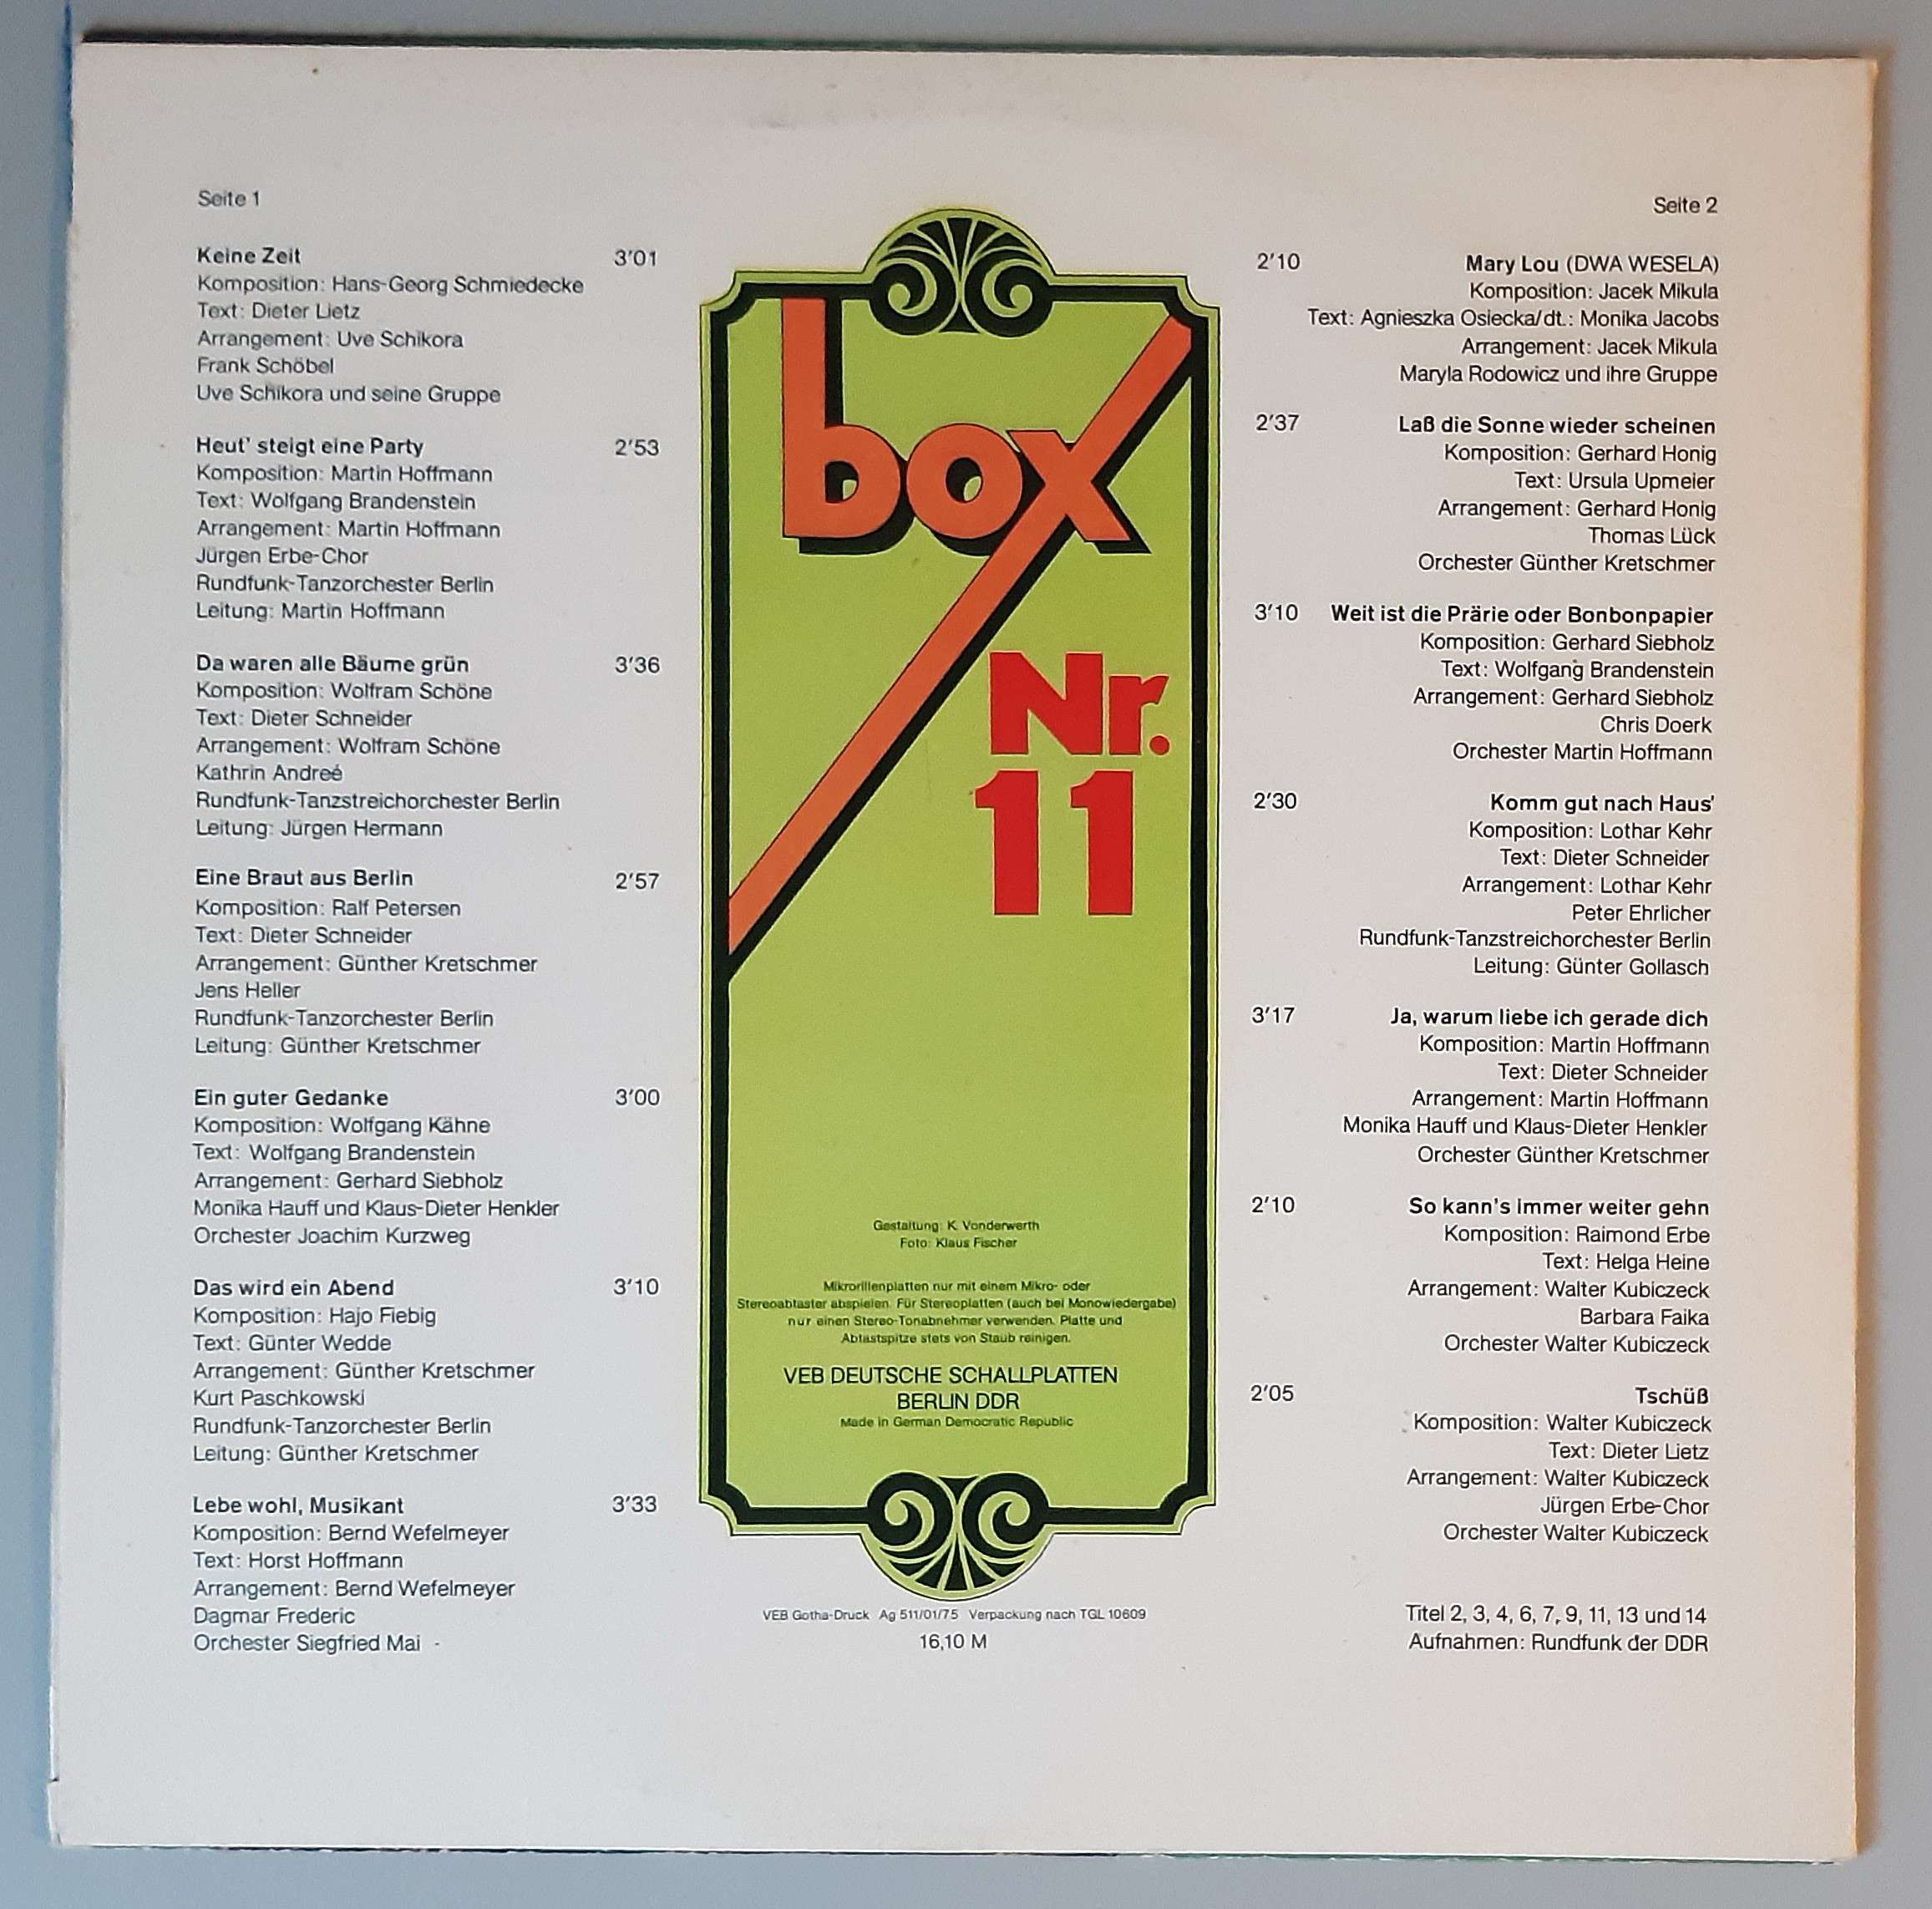 Seite 1
Keine Zeit 3'01
Komposition: Hans-Georg Schmiedecke
Text: Dieter Lietz
Arrangement: Uve Schikora
Frank Schöbel
Uve Schikora und seine Gruppe
Heut' steigt eine Party 2'53
Komposition: Martin Hoffmann
Text: Wolfgang Brandenstein
Arrangement: Martin Hoffmann
Jürgen Erbe-Chor
Rundfunk-Tanzorchester Berlin
Leitung: Martin Hoffmann
Da waren alle Bäume grün 3'36
Komposition: Wolfram Schöne
Text: Dieter Schneider
Arrangement: Wolfram Schöne
Kathrin Andreé
Rundfunk-Tanzstreichorchester Berlin
Leitung: Jürgen Hermann
Eine Braut aus Berlin 2'57
Komposition: Ralf Petersen
Text: Dieter Schneider
Arrangement: Günther Kretschmer
Jens Heller
Rundfunk-Tanzorchester Berlin
Leitung: Günther Kretschmer
Ein guter Gedanke 3'00
Komposition: Wolfgang Kähne
Text: Wolfgang Brandenstein
Arrangement: Gerhard Siebholz
Monika Hauff und Klaus-Dieter Henkler
Orchester Joachim Kurzweg
Das wird ein Abend 3'10
Komposition: Hajo Fiebig
Text: Günter Wedde
Arrangement: Günther Kretschmer
Kurt Paschkowski
Rundfunk-Tanzorchester Berlin
Leitung: Günther Kretschmer
Lebe wohl, Musikant 3'33
Komposition: Bernd Wefelmeyer
Text: Horst Hoffmann
Arrangement: Bernd Wefelmeyer
Dagmar Frederic
Orchester Siegfried Mai
box
Nr.
11
Gestaltung: K. Vonderwerth
Foto: Klaus Fischer
Mikrorillenplatten nur mit einem Mikro- oder
Stereoabtaster abspielen. Für Stereoplatten (auch bei Monowiedergabe)
nur einen Stereo-Tonabnehmer verwenden. Platte und
Abtastspitze stets von Staub reinigen.
VEB DEUTSCHE SCHALLPLATTEN
BERLIN DDR
Made in German Democratic Republic
VEB Gotha-Druck Ag 511/01/75 Verpackung nach TGL 10609
16,10 M
Seite 2
2'10 Mary Lou (DWA WESELA)
Komposition: Jacek Mikula
Text: Agnieszka Osiecka/dt.: Monika Jacobs
Arrangement: Jacek Mikula
Maryla Rodowicz und ihre Gruppe
2'37 Laß die Sonne wieder scheinen
Komposition: Gerhard Honig
Text: Ursula Upmeier
Arrangement: Gerhard Honig
Thomas Lück
Orchester Günther Kretschmer
3'10 Weit ist die Prärie oder Bonbonpapier
Komposition: Gerhard Siebholz
Text: Wolfgang Brandenstein
Arrangement: Gerhard Siebholz
Chris Doerk
Orchester Martin Hoffmann
2'30 Komm gut nach Haus'
Komposition: Lothar Kehr
Text: Dieter Schneider
Arrangement: Lothar Kehr
Peter Ehrlicher
Rundfunk-Tanzstreichorchester Berlin
Leitung: Günter Gollasch
3'17 Ja, warum liebe ich gerade dich
Komposition: Martin Hoffmann
Text: Dieter Schneider
Arrangement: Martin Hoffmann
Monika Hauff und Klaus-Dieter Henkler
Orchester Günther Kretschmer
2'10 So kann's immer weiter gehn
Komposition: Raimond Erbe
Text: Helga Heine
Arrangement: Walter Kubiczeck
Barbara Faika
Orchester Walter Kubiczeck
2'05 Tschüß
Komposition: Walter Kubiczeck
Text: Dieter Lietz
Arrangement: Walter Kubiczeck
Jürgen Erbe-Chor
Orchester Walter Kubiczeck
Titel 2, 3, 4, 6, 7, 9, 11, 13 und 14
Aufnahmen: Rundfunk der DDR